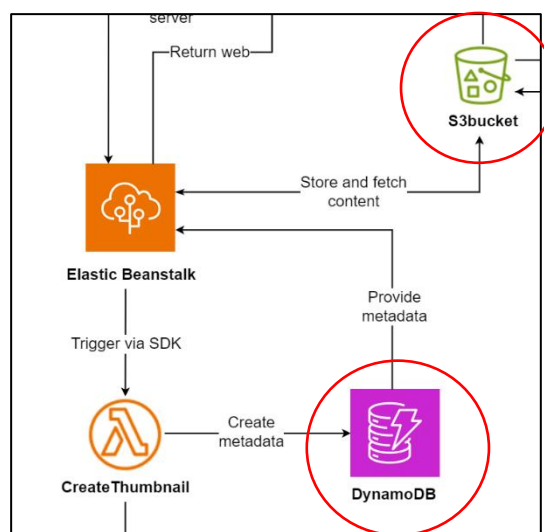 server
Return web
S3bucket
Store and fetch
content
Elastic Beanstalk
Provide
metadata
Trigger via SDK
Create
metadata
CreateThumbnail
DynamoDB